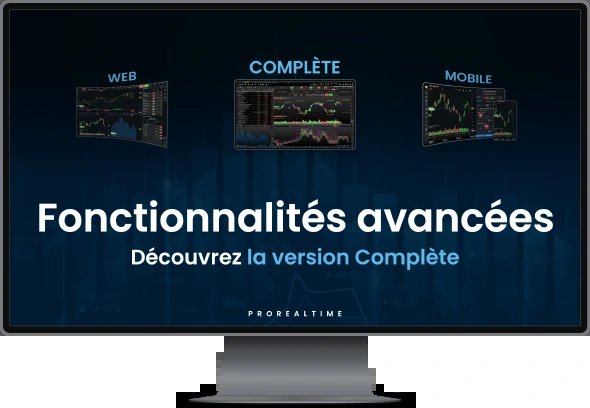 WEB
COMPLÈTE
MOBILE
Fonctionnalités avancées
Découvrez la version Complète
PROREALTIME